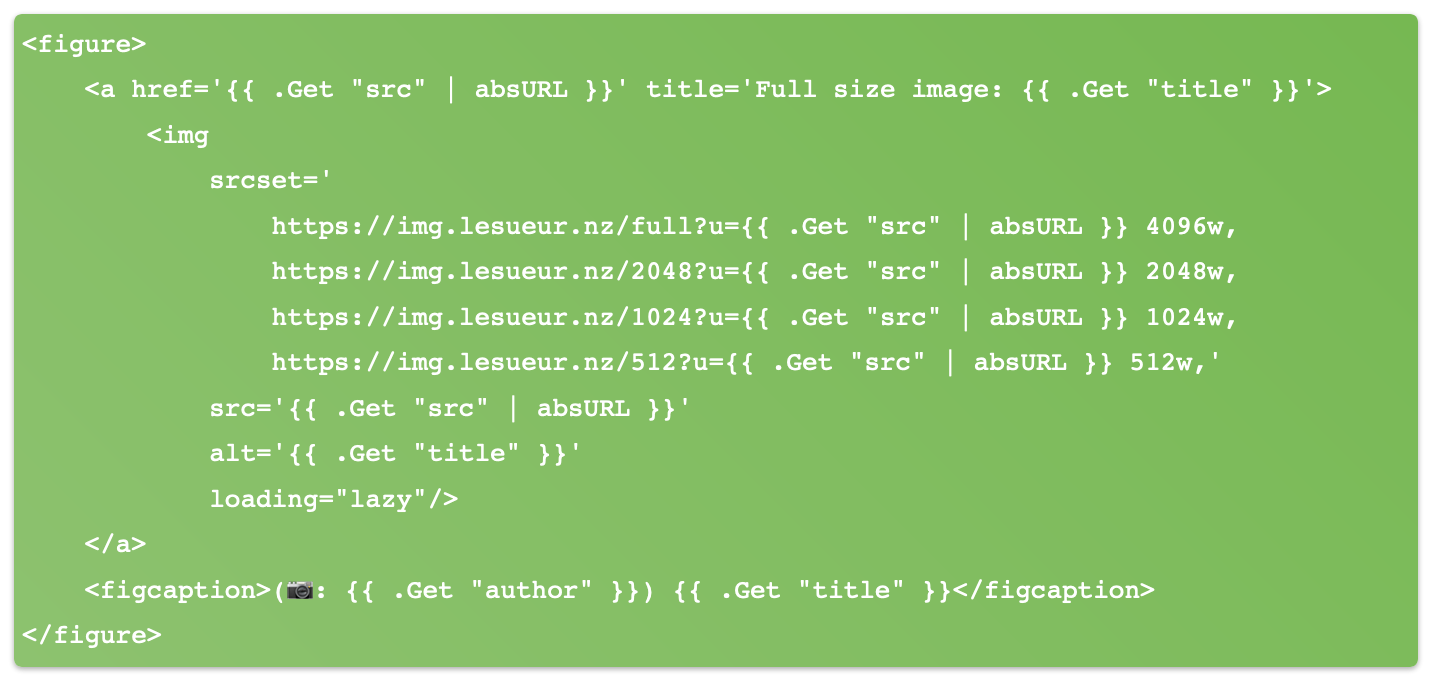 <figure>
    <a href='{{ .Get "src" | absURL }}' title='Full size image: {{ .Get "title" }}'>
        <img
            srcset='
                https://img.lesueur.nz/full?u={{ .Get "src" | absURL }} 4096w,
                https://img.lesueur.nz/2048?u={{ .Get "src" | absURL }} 2048w,
                https://img.lesueur.nz/1024?u={{ .Get "src" | absURL }} 1024w,
                https://img.lesueur.nz/512?u={{ .Get "src" | absURL }} 512w,'
            src='{{ .Get "src" | absURL }}'
            alt='{{ .Get "title" }}'
            loading="lazy"/>
    </a>
    <figcaption>(📷: {{ .Get "author" }}) {{ .Get "title" }}</figcaption>
</figure>